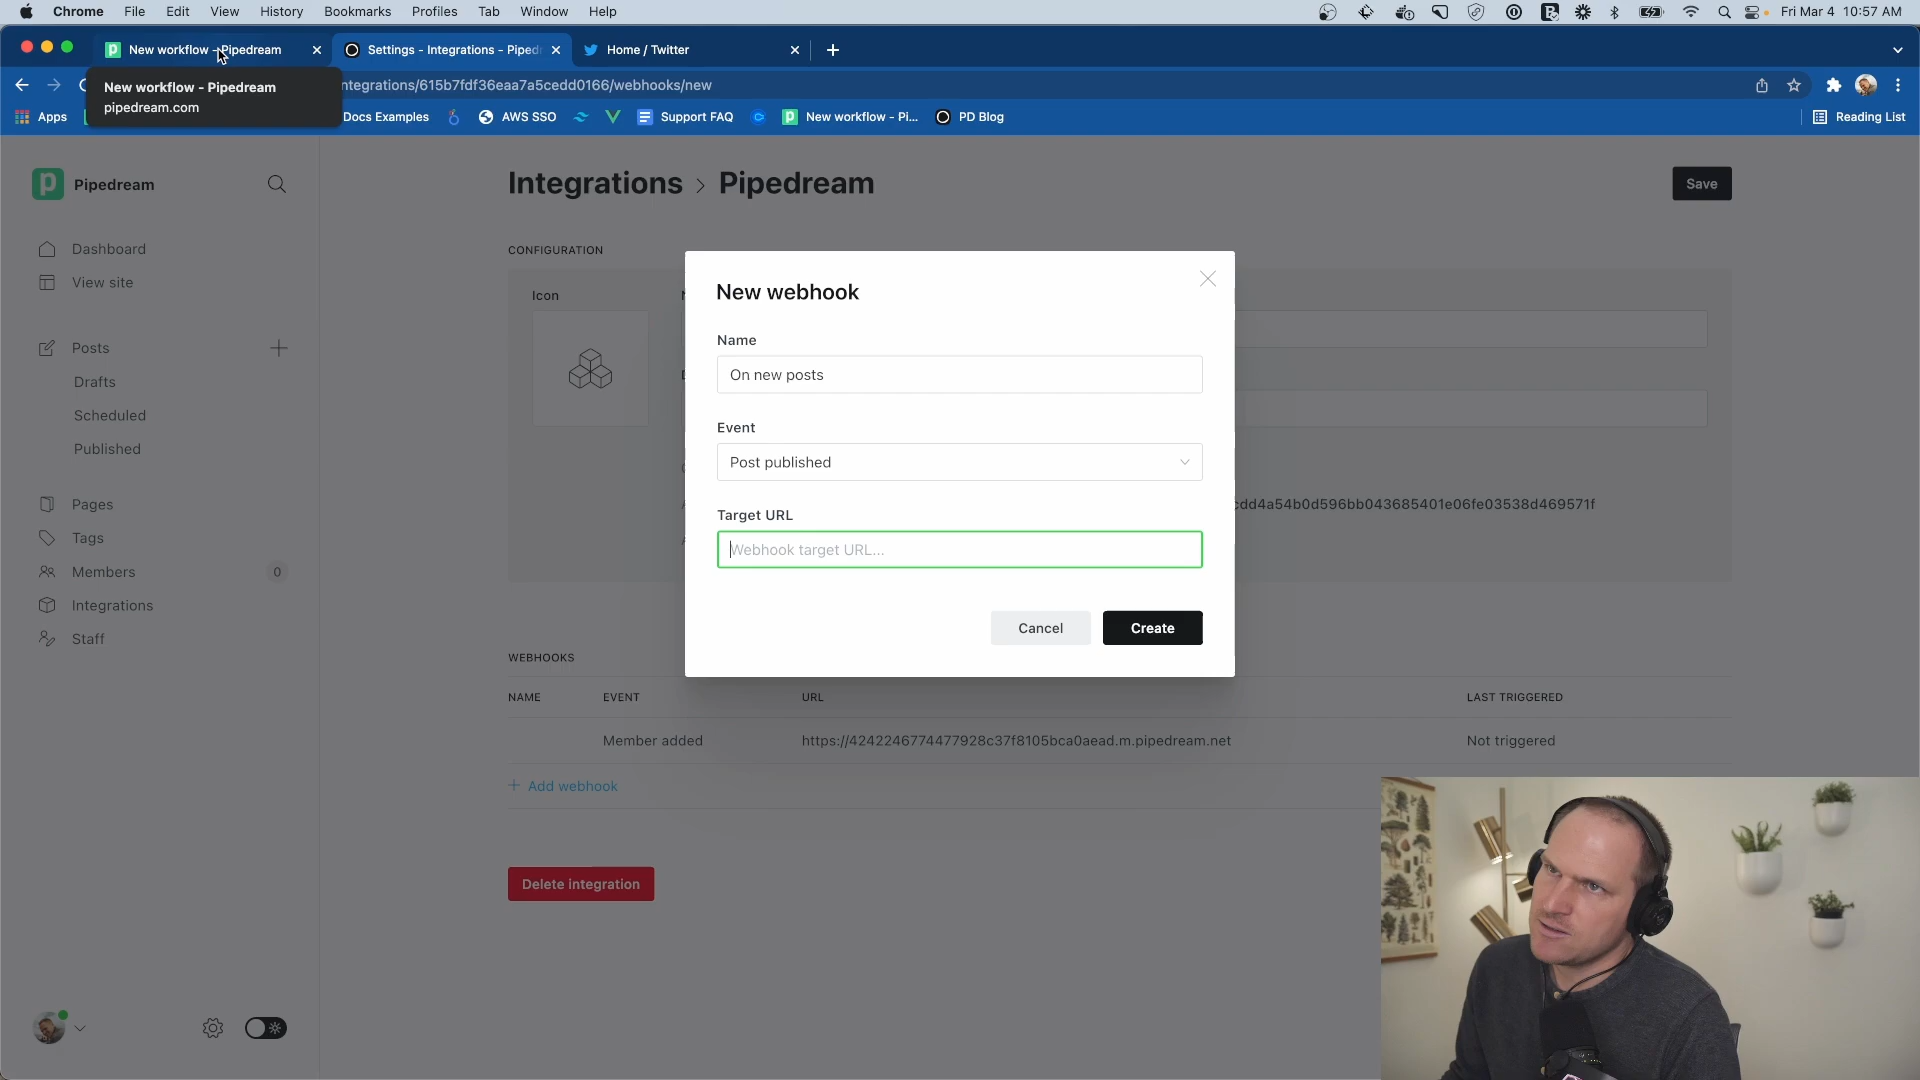 Chrome File Edit View History Bookmarks Profiles Tab Window Help Fri Mar 4 10:57 AM
New workflow - Pipedream Settings - Integrations - Piped Home / Twitter
ntegrations/615b7fdf36eaa7a5cedd0166/webhooks/new
New workflow - Pipedream
pipedream.com
Apps Docs Examples AWS SSO Support FAQ New workflow - Pi... PD Blog Reading List
Pipedream
Integrations > Pipedream
Save
Dashboard
View site
Posts
Drafts
Scheduled
Published
Pages
Tags
Members 0
Integrations
Staff
CONFIGURATION
Icon
New webhook
Name
On new posts
Event
Post published
Target URL
Webhook target URL...
Cancel Create
cdd4a54b0d596bb043685401e06fe03538d469571f
WEBHOOKS
NAME EVENT URL LAST TRIGGERED
Member added https://4242246774477928c37f8105bca0aead.m.pipedream.net Not triggered
+ Add webhook
Delete integration